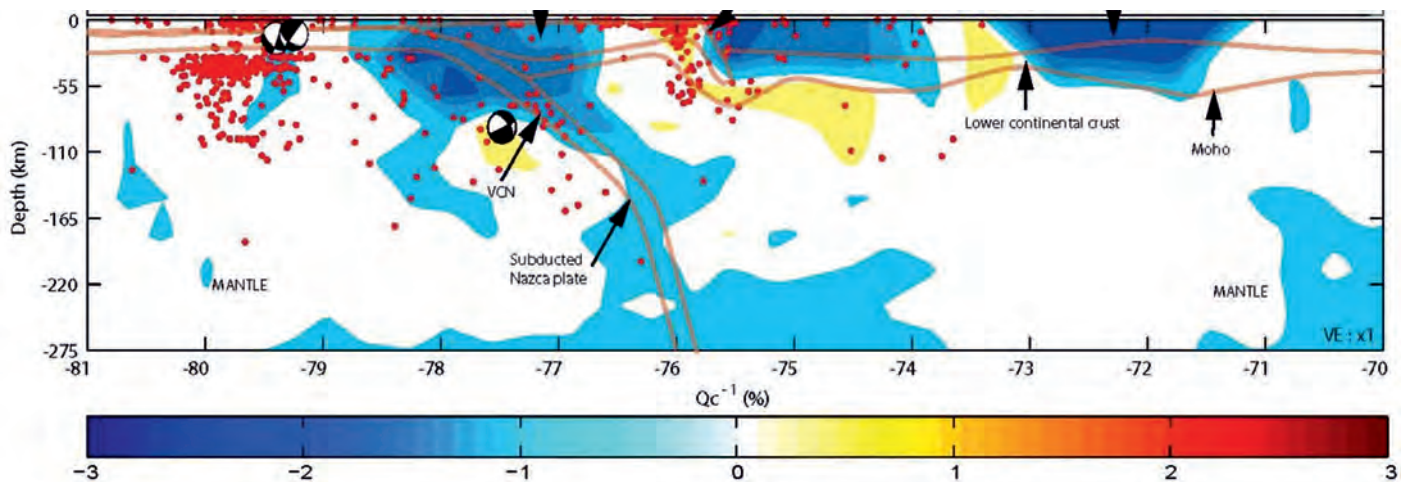 Depth (km)
0
-55
-110
-165
-220
-275
Lower continental crust
Moho
VCN
Subducted
Nazca plate
MANTLE
MANTLE
VE : x1
-81
-80
-79
-78
-77
-76
-75
-74
-73
-72
-71
-70
Qc⁻¹ (%)
−3
−2
−1
0
1
2
3